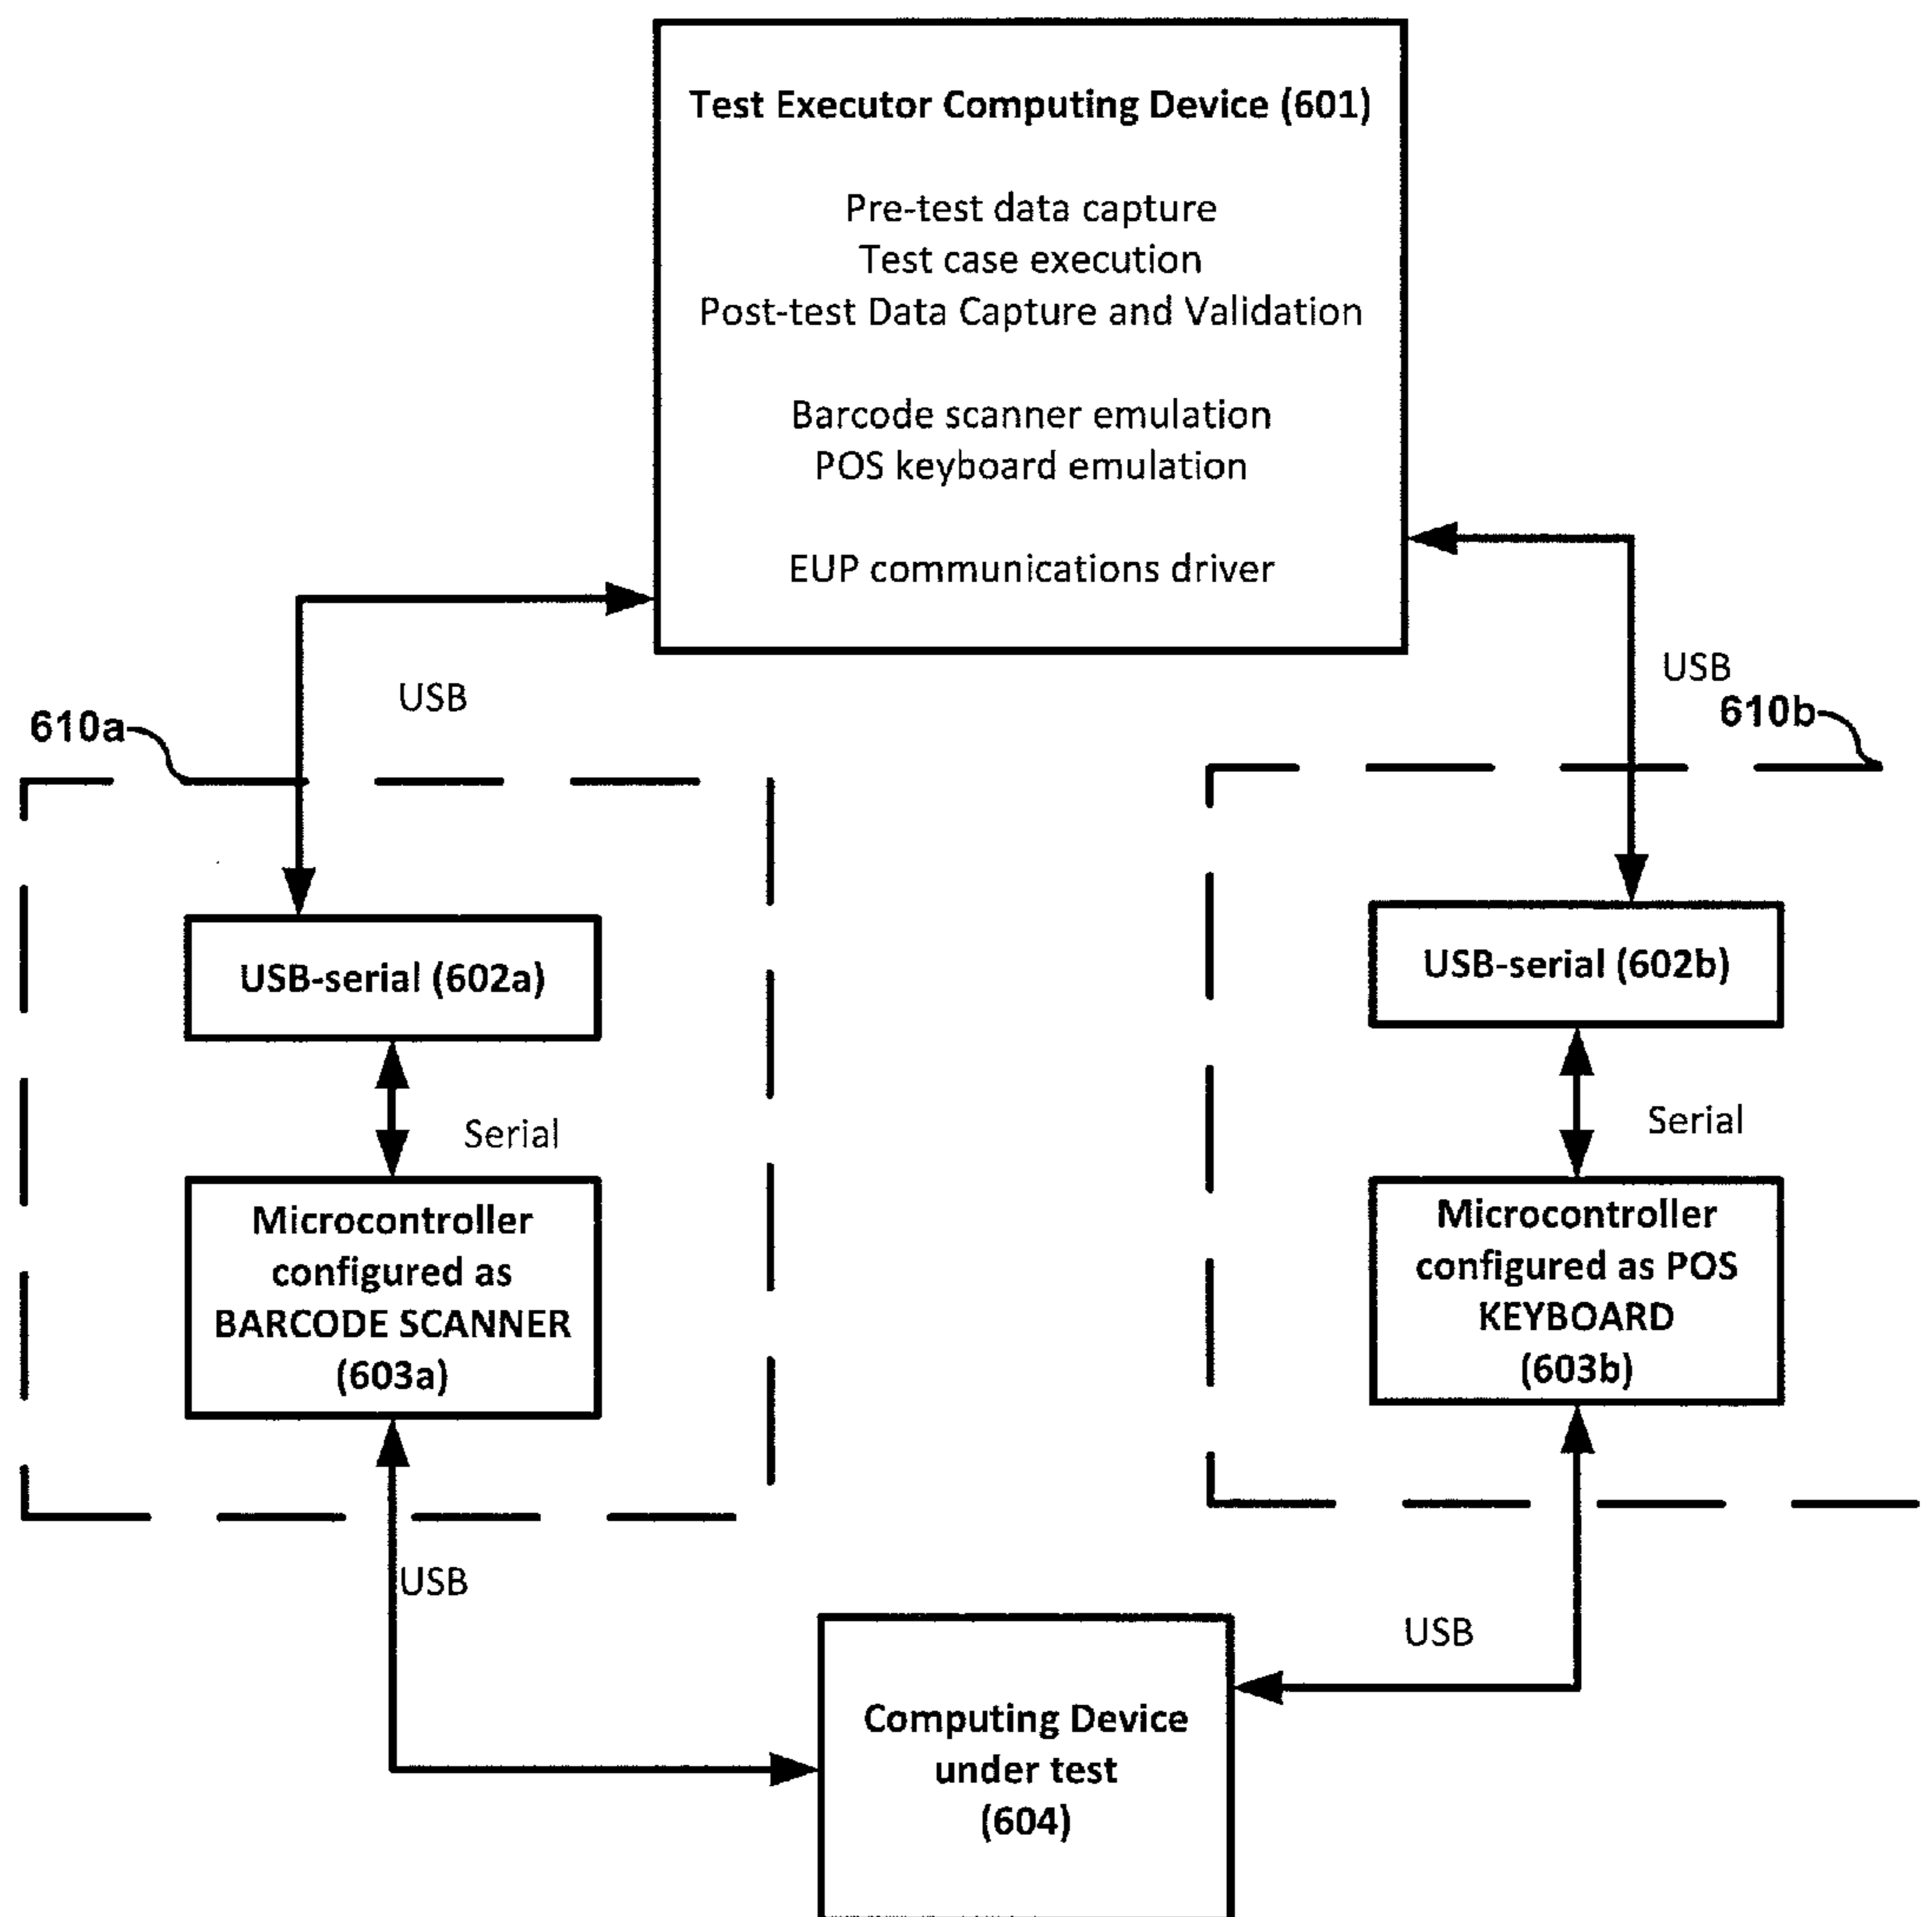 Test Executor Computing Device (601)
Pre-test data capture
Test case execution
Post-test Data Capture and Validation
Barcode scanner emulation
POS keyboard emulation
EUP communications driver
USB
USB
610a
610b
USB-serial (602a)
USB-serial (602b)
Serial
Serial
Microcontroller
configured as
BARCODE SCANNER
(603a)
Microcontroller
configured as POS
KEYBOARD
(603b)
USB
USB
Computing Device
under test
(604)